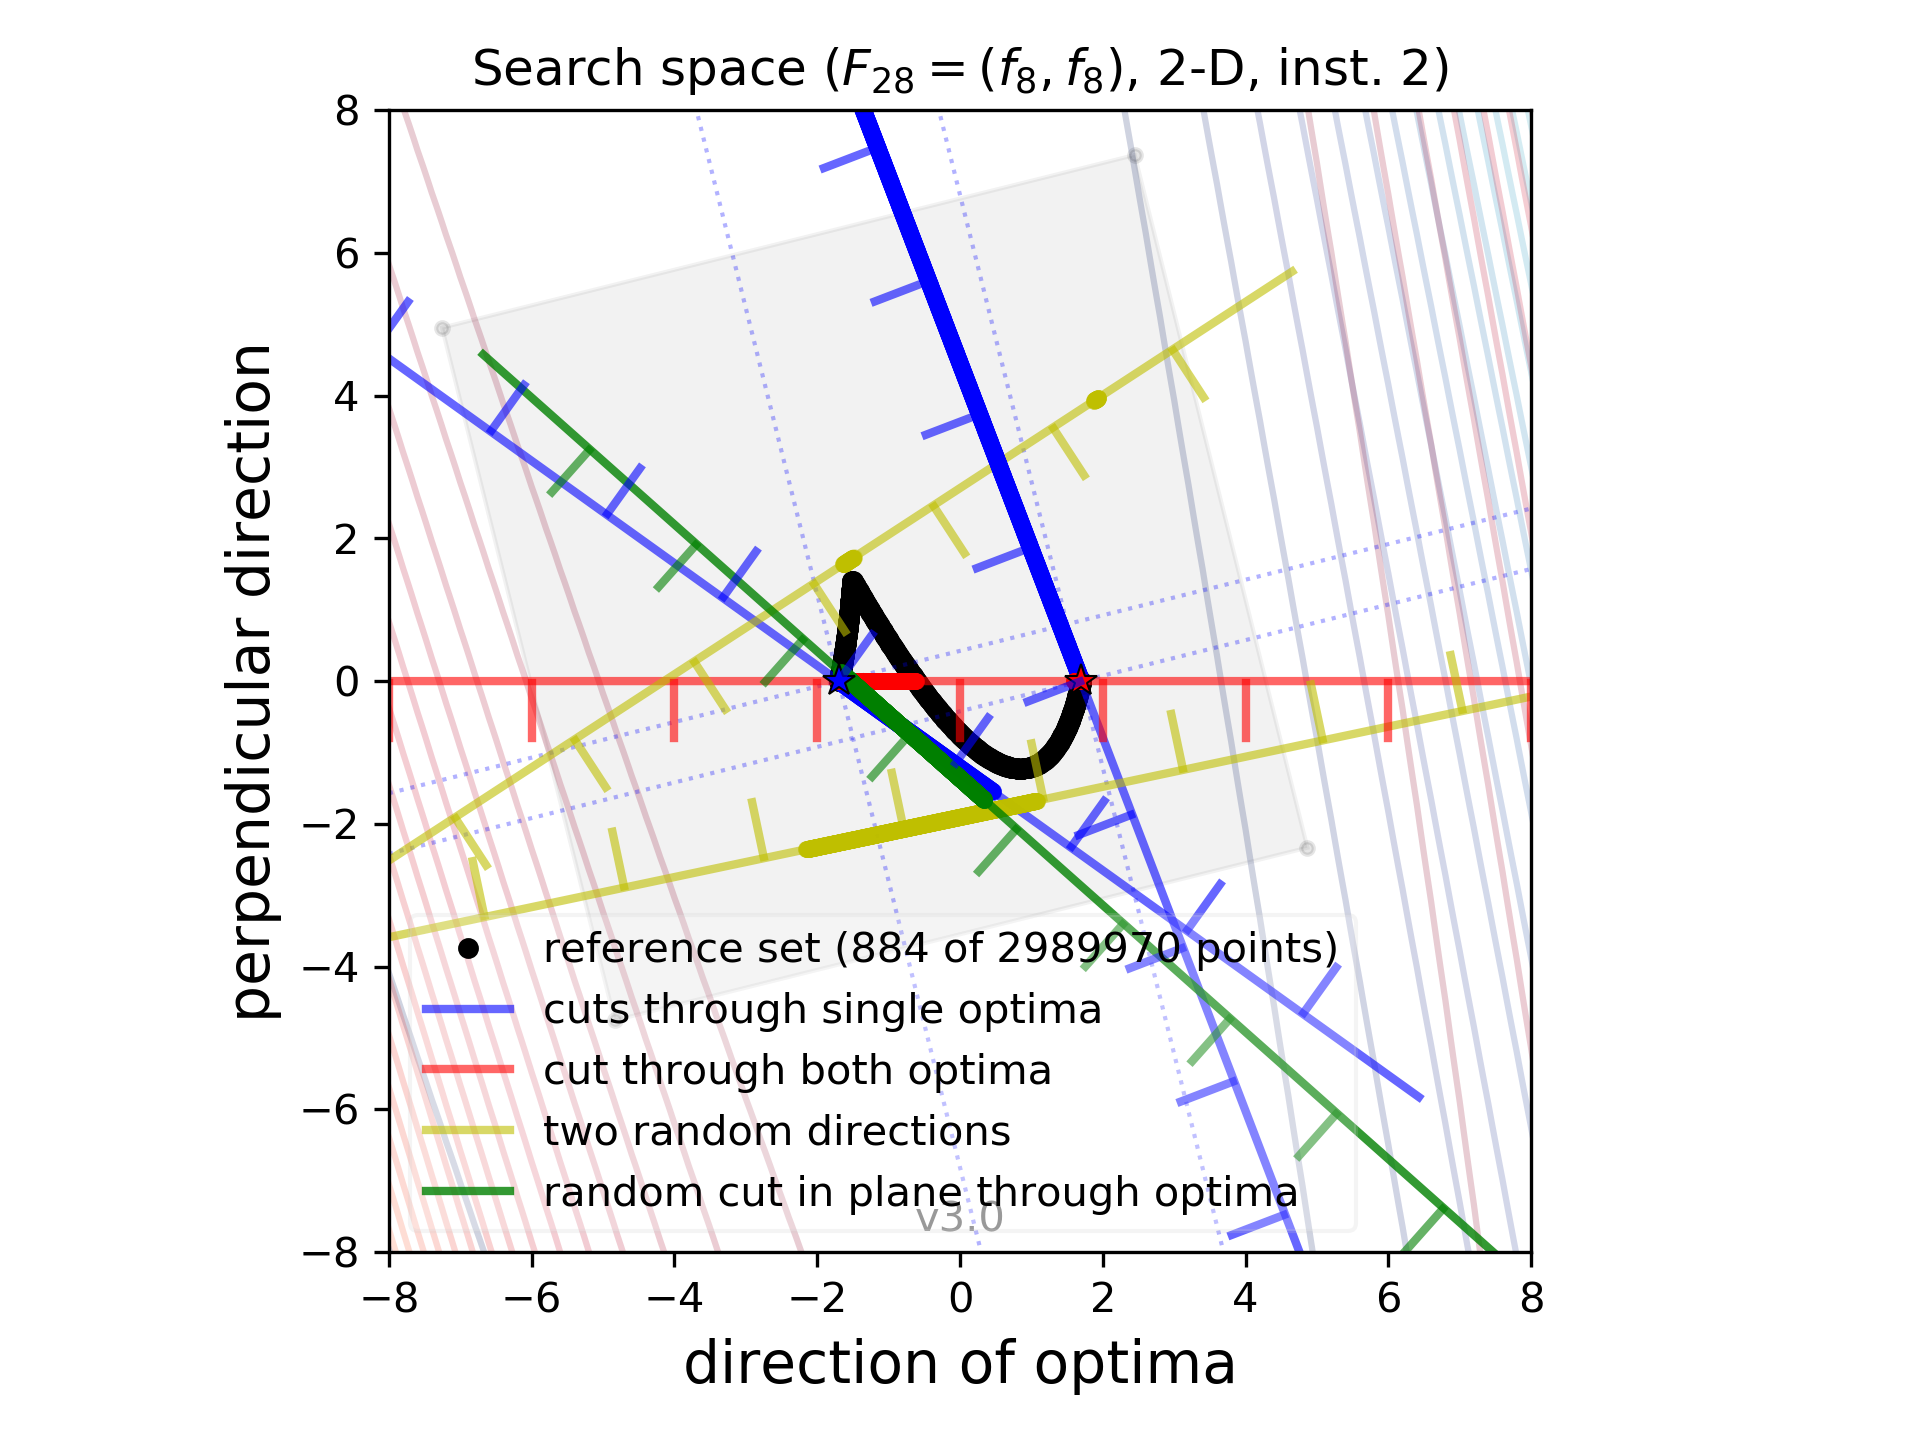 Search space (F28 = (f8, f8), 2-D, inst. 2)
8
6
4
2
0
−2
−4
−6
−8
perpendicular direction
reference set (884 of 2989970 points)
cuts through single optima
cut through both optima
two random directions
random cut in plane through optima
v3.0
−8 −6 −4 −2 0 2 4 6 8
direction of optima